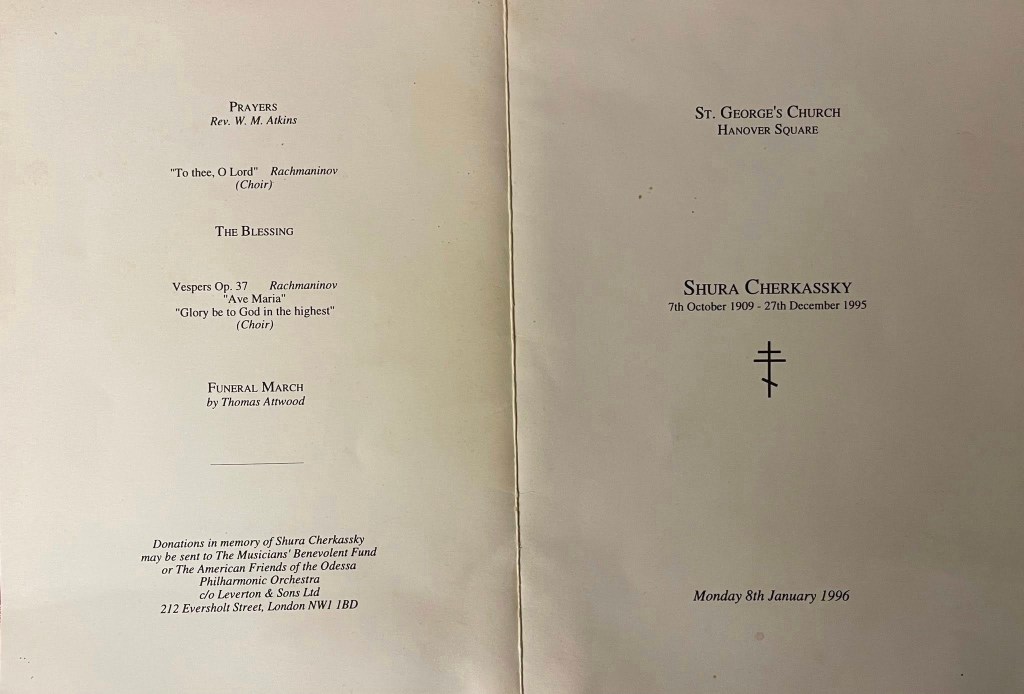 PRAYERS
Rev. W. M. Atkins
"To thee, O Lord" Rachmaninov
(Choir)
THE BLESSING
Vespers Op. 37 Rachmaninov
"Ave Maria"
"Glory be to God in the highest"
(Choir)
FUNERAL MARCH
by Thomas Attwood
Donations in memory of Shura Cherkassky
may be sent to The Musicians' Benevolent Fund
or The American Friends of the Odessa
Philharmonic Orchestra
c/o Leverton & Sons Ltd
212 Eversholt Street, London NW1 1BD
ST. GEORGE'S CHURCH
HANOVER SQUARE
SHURA CHERKASSKY
7th October 1909 - 27th December 1995
Monday 8th January 1996